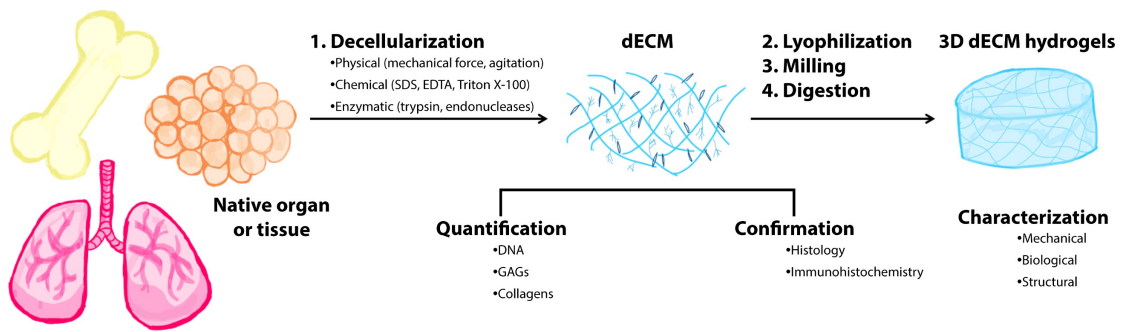 1. Decellularization
•Physical (mechanical force, agitation)
•Chemical (SDS, EDTA, Triton X-100)
•Enzymatic (trypsin, endonucleases)
dECM
2. Lyophilization
3. Milling
4. Digestion
3D dECM hydrogels
Native organ
or tissue
Quantification
•DNA
•GAGs
•Collagens
Confirmation
•Histology
•Immunohistochemistry
Characterization
•Mechanical
•Biological
•Structural